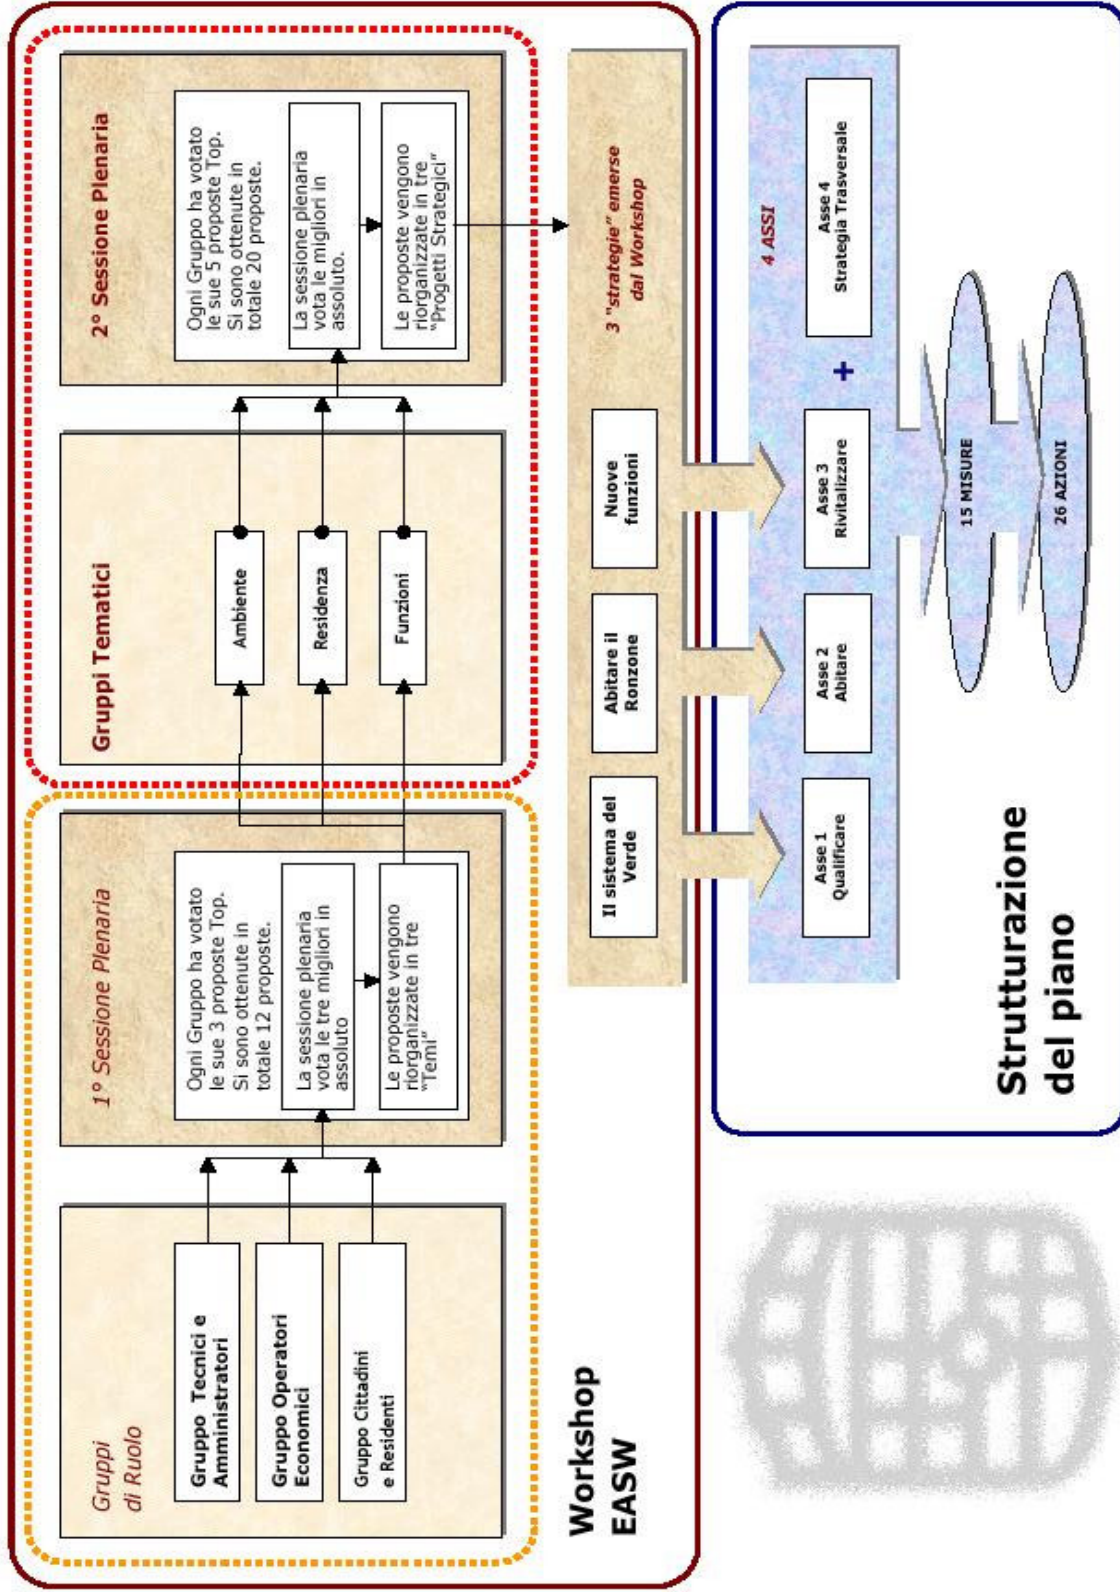 Gruppi
di Ruolo
Gruppo Tecnici e
Amministratori
Gruppo Operatori
Economici
Gruppo Cittadini
e Residenti
1° Sessione Plenaria
Ogni Gruppo ha votato
le sue 3 proposte Top.
Si sono ottenute in
totale 12 proposte.
La sessione plenaria
vota le tre migliori in
assoluto
Le proposte vengono
riorganizzate in tre
“Temi”
Gruppi Tematici
Ambiente
Residenza
Funzioni
2° Sessione Plenaria
Ogni Gruppo ha votato
le sue 5 proposte Top.
Si sono ottenute in
totale 20 proposte.
La sessione plenaria
vota le migliori in
assoluto.
Le proposte vengono
riorganizzate in tre
“Progetti Strategici”
Workshop
EASW
Il sistema del
Verde
Abitare il
Ronzone
Nuove
funzioni
3 "strategie” emerse
dal Workshop
4 ASSI
Asse 1
Qualificare
Asse 2
Abitare
Asse 3
Rivitalizzare
+
Asse 4
Strategia Trasversale
15 MISURE
26 AZIONI
Strutturazione
del piano